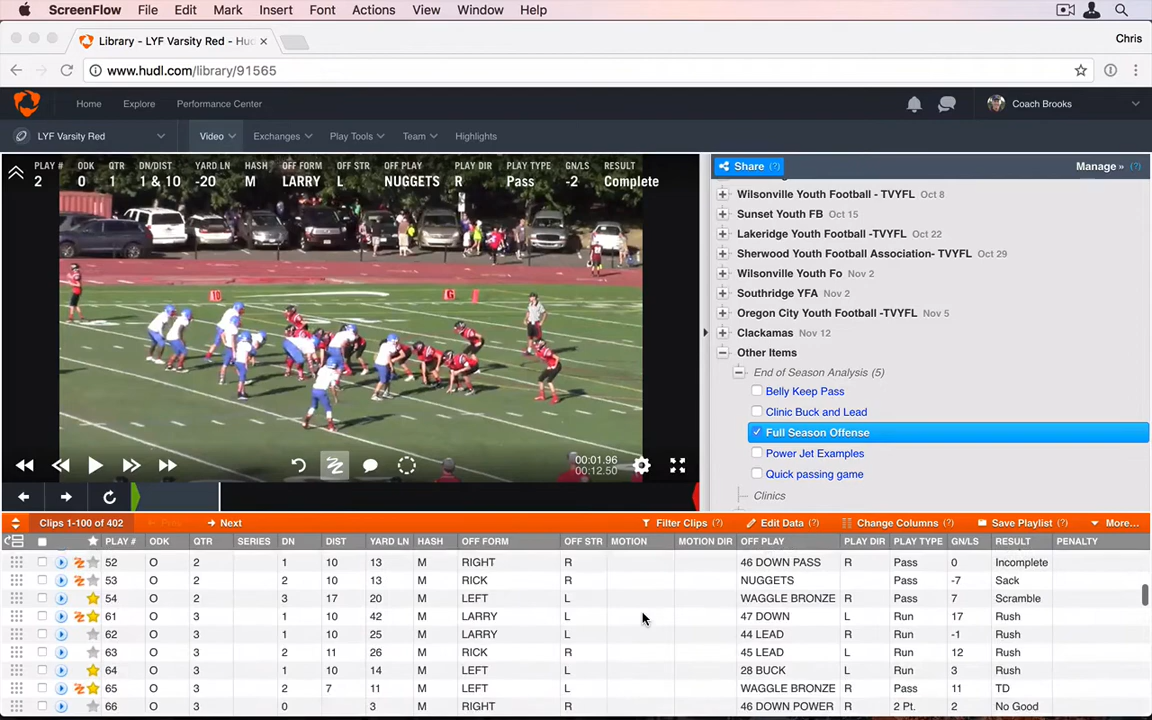 ScreenFlow File Edit Mark Insert Font Actions View Window Help
Library - LYF Varsity Red - Hud × Chris
www.hudl.com/library/91565
Home Explore Performance Center Coach Brooks
LYF Varsity Red Video Exchanges Play Tools Team Highlights
PLAY # ODK QTR DN/DIST YARD LN HASH OFF FORM OFF STR OFF PLAY PLAY DIR PLAY TYPE GN/LS RESULT
2 O 1 1 & 10 -20 M LARRY L NUGGETS R Pass -2 Complete
Share (?) Manage » (?)
Wilsonville Youth Football - TVYFL Oct 8
Sunset Youth FB Oct 15
Lakeridge Youth Football -TVYFL Oct 22
Sherwood Youth Football Association- TVYFL Oct 29
Wilsonville Youth Fo Nov 2
Southridge YFA Nov 2
Oregon City Youth Football -TVYFL Nov 5
Clackamas Nov 12
Other Items
End of Season Analysis (5)
Belly Keep Pass
Clinic Buck and Lead
Full Season Offense
Power Jet Examples
Quick passing game
Clinics
00:01.96
00:12.50
Clips 1-100 of 402 Prev Next Filter Clips (?) Edit Data (?) Change Columns (?) Save Playlist (?) More...
PLAY # ODK QTR SERIES DN DIST YARD LN HASH OFF FORM OFF STR MOTION MOTION DIR OFF PLAY PLAY DIR PLAY TYPE GN/LS RESULT PENALTY
52 O 2 1 10 13 M RIGHT R 46 DOWN PASS R Pass 0 Incomplete
53 O 2 2 10 13 M RICK R NUGGETS Pass -7 Sack
54 O 2 3 17 20 M LEFT L WAGGLE BRONZE R Pass 7 Scramble
61 O 3 1 10 42 M LARRY L 47 DOWN L Run 17 Rush
62 O 3 1 10 25 M LARRY L 44 LEAD R Run -1 Rush
63 O 3 2 11 26 M RICK R 45 LEAD L Run 12 Rush
64 O 3 1 10 14 M LEFT L 28 BUCK R Run 3 Rush
65 O 3 2 7 11 M LEFT L WAGGLE BRONZE R Pass 11 TD
66 O 3 0 3 M RIGHT R 46 DOWN POWER R 2 Pt. 2 No Good